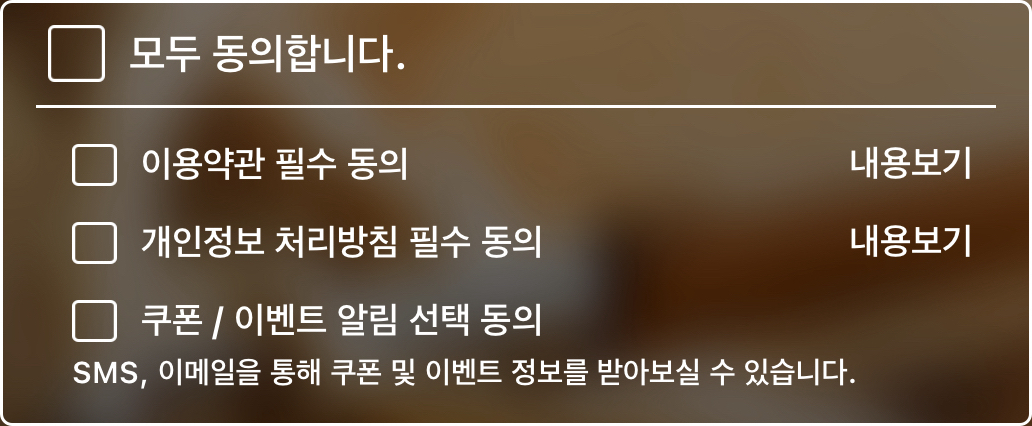 모두 동의합니다.
이용약관 필수 동의 내용보기
개인정보 처리방침 필수 동의 내용보기
쿠폰 / 이벤트 알림 선택 동의
SMS, 이메일을 통해 쿠폰 및 이벤트 정보를 받아보실 수 있습니다.